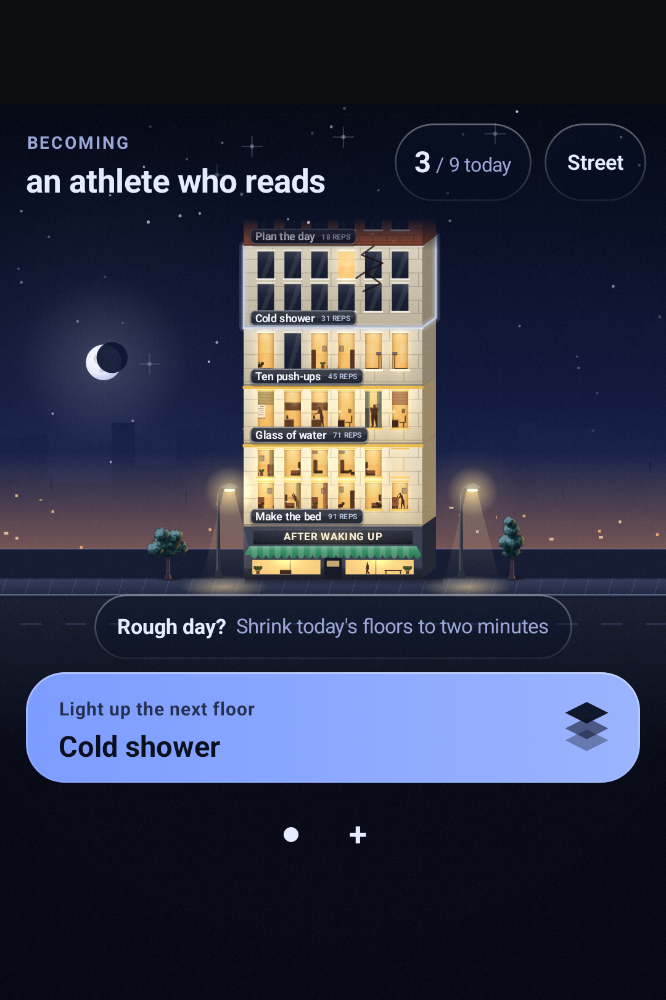 BECOMING
an athlete who reads
3 / 9 today
Street
Plan the day 18 REPS
Cold shower 31 REPS
Ten push-ups 45 REPS
Glass of water 71 REPS
Make the bed 91 REPS
AFTER WAKING UP
Rough day? Shrink today's floors to two minutes
Light up the next floor
Cold shower